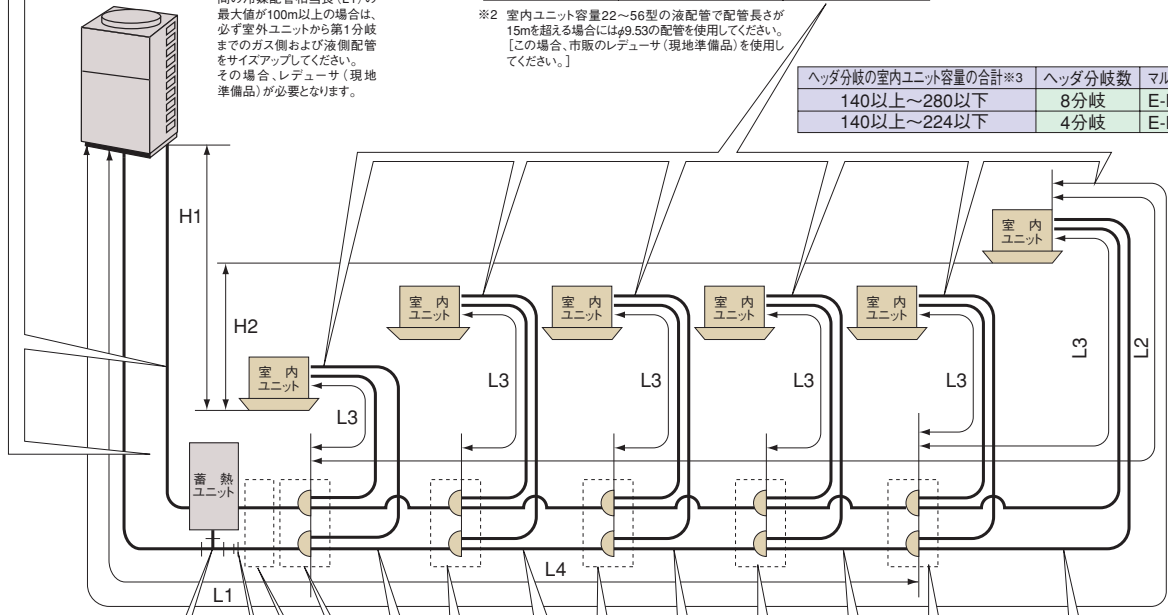 最大値が100m以上の場合は、
必ず室外ユニットから第1分岐
までのガス側および液側配管
をサイズアップしてください。
その場合、レデューサ（現地
準備品）が必要となります。
※2 室内ユニット容量22～56型の液配管で配管長さが
15mを超える場合にはφ9.53の配管を使用してください。
［この場合、市販のレデューサ（現地準備品）を使用し
てください。］
ヘッダ分岐の室内ユニット容量の合計※3 ヘッダ分岐数
140以上～280以下 8分岐
140以上～224以下 4分岐
H1
H2
室内
ユニット
室内
ユニット
室内
ユニット
室内
ユニット
室内
ユニット
室内
ユニット
L3
L3
L3
L3
L3
L3
L2
蓄熱
ユニット
L4
L1